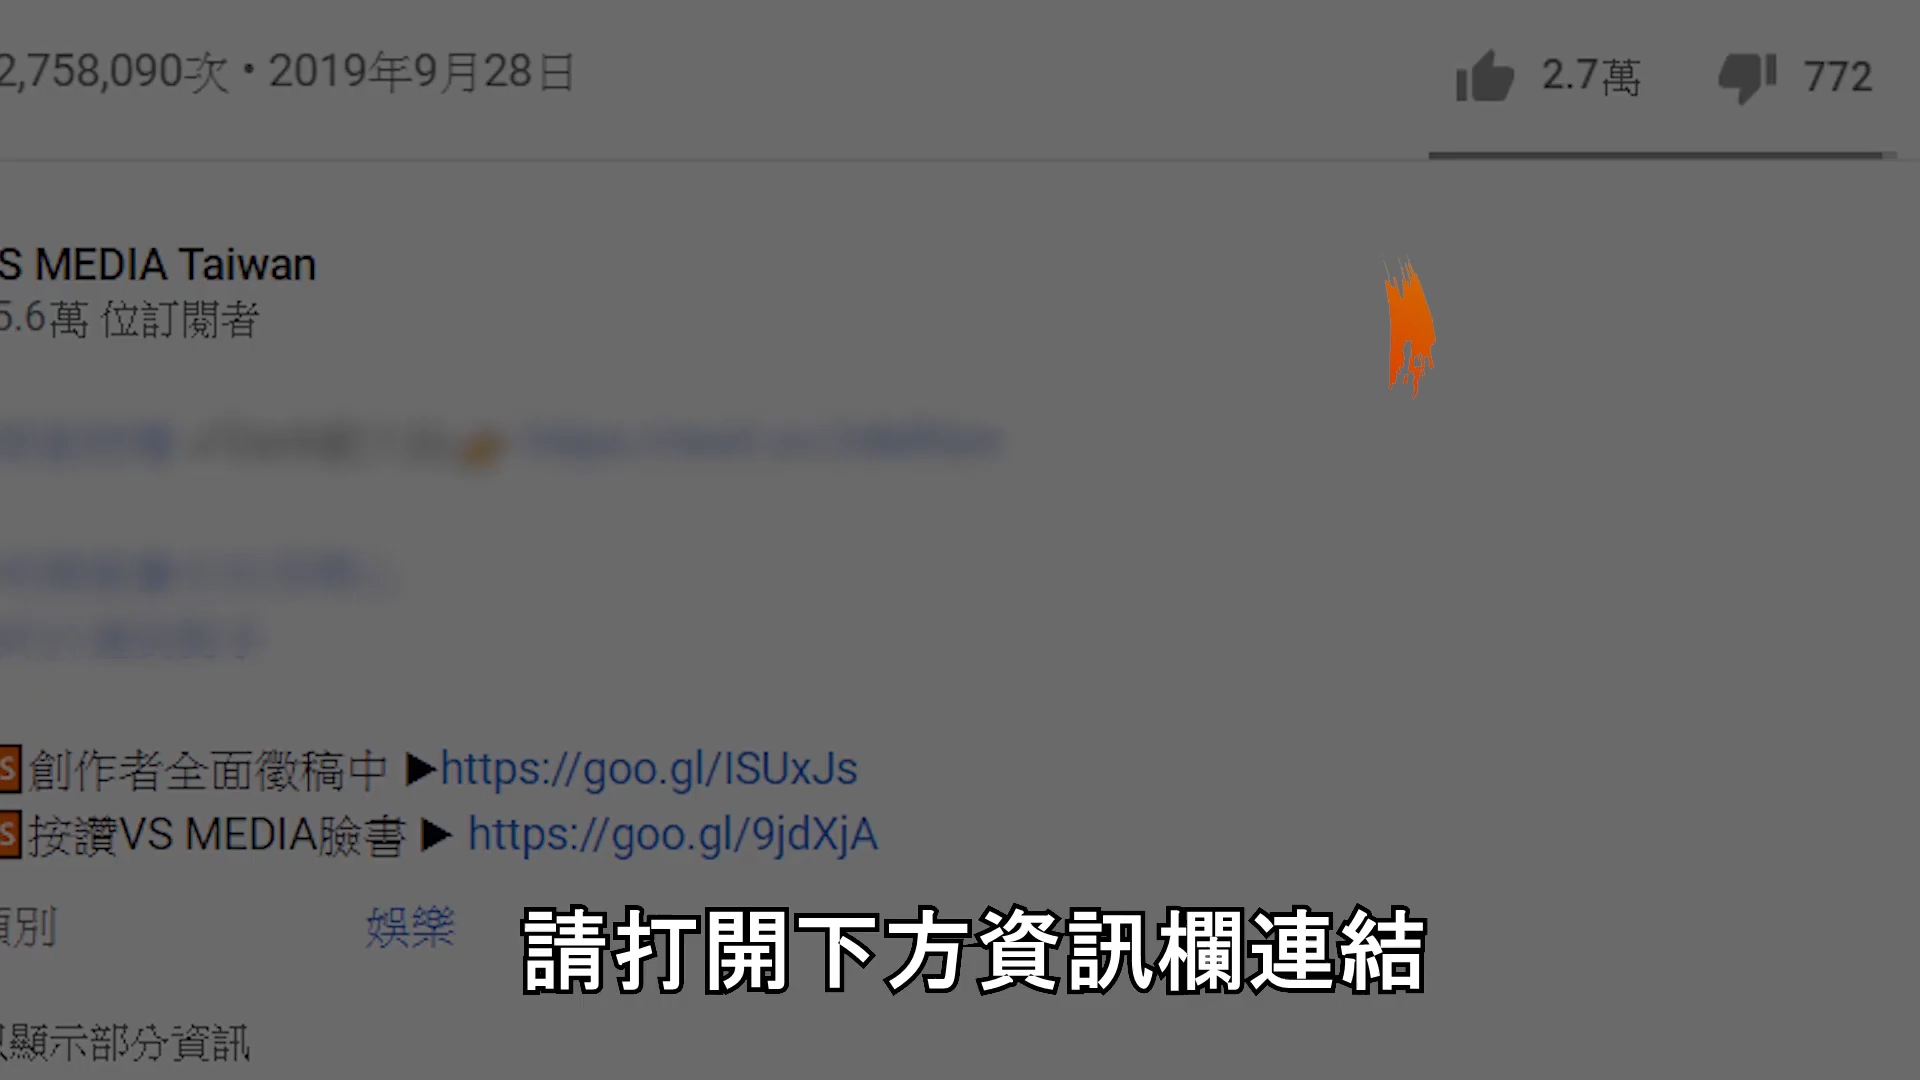 2,758,090次 • 2019年9月28日
2.7萬 772
S MEDIA Taiwan
5.6萬 位訂閱者
S 創作者全面徵稿中 ▶https://goo.gl/ISUxJs
S 按讚VS MEDIA臉書 ▶ https://goo.gl/9jdXjA
類別 娛樂
請打開下方資訊欄連結
只顯示部分資訊